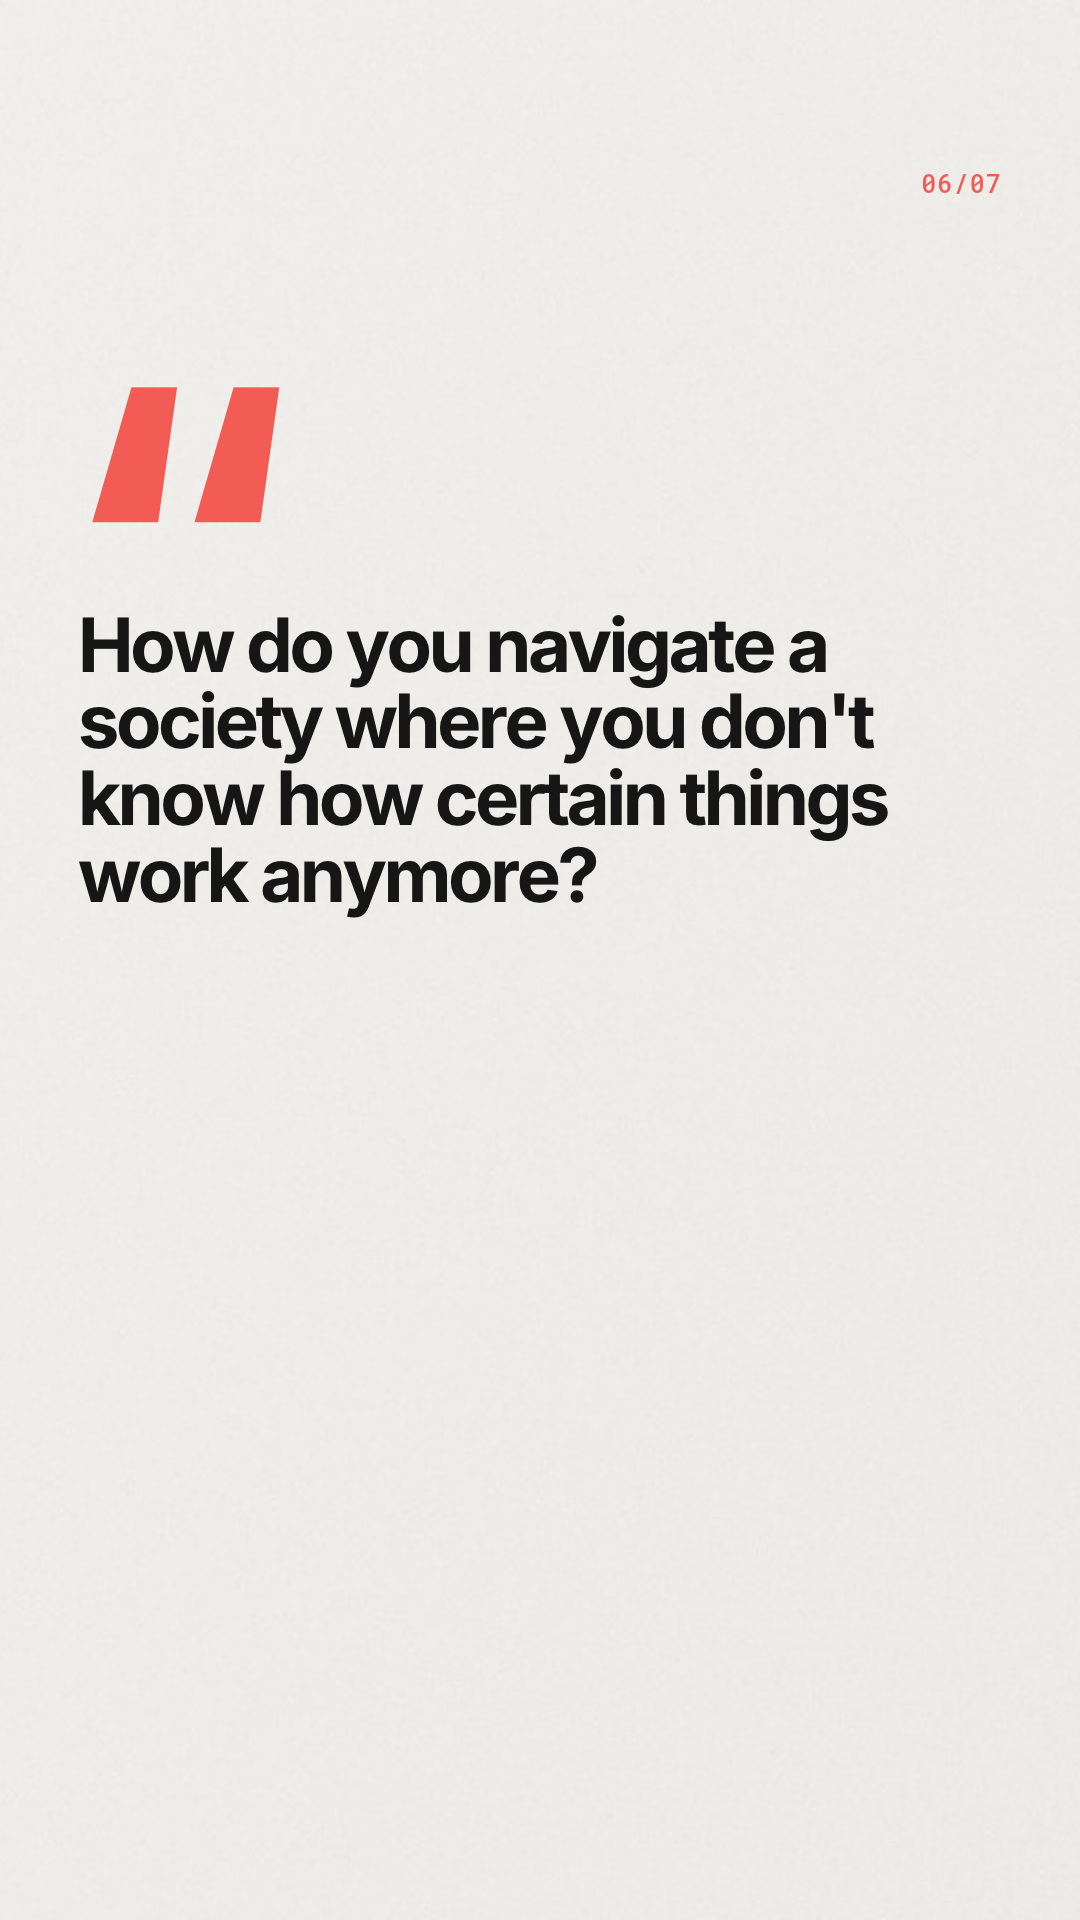 06/07
"
How do you navigate a
society where you don't
know how certain things
work anymore?